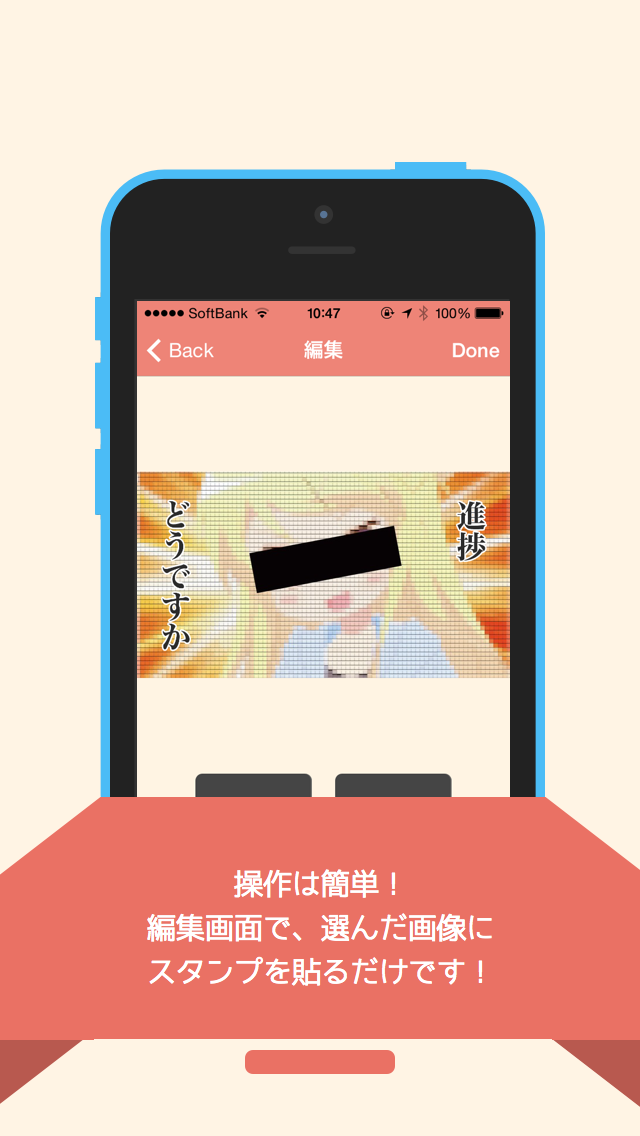 SoftBank 10:47 100%
Back 編集 Done
進捗
どうですか
操作は簡単！
編集画面で、選んだ画像に
スタンプを貼るだけです！